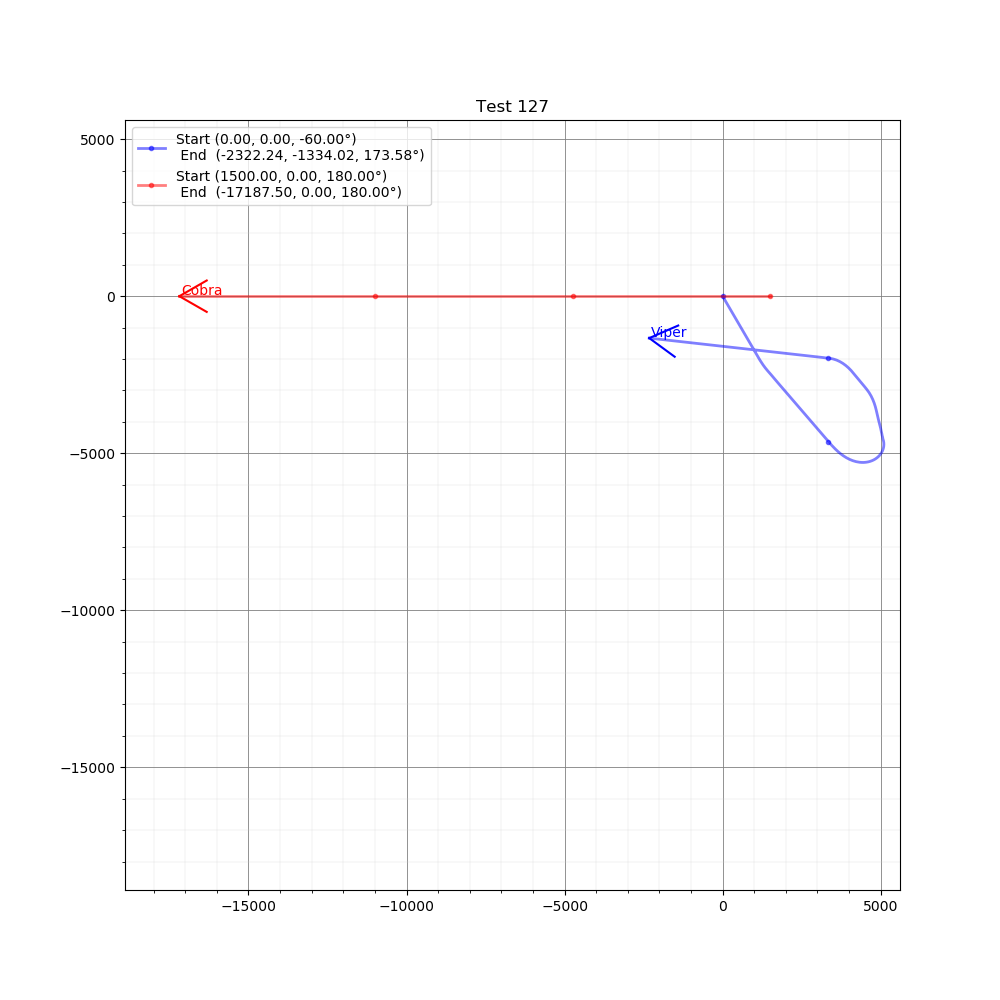 Test 127
Start (0.00, 0.00, -60.00°)
End  (-2322.24, -1334.02, 173.58°)
Start (1500.00, 0.00, 180.00°)
End  (-17187.50, 0.00, 180.00°)
5000
0
−5000
−10000
−15000
Cobra
Viper
−15000
−10000
−5000
0
5000